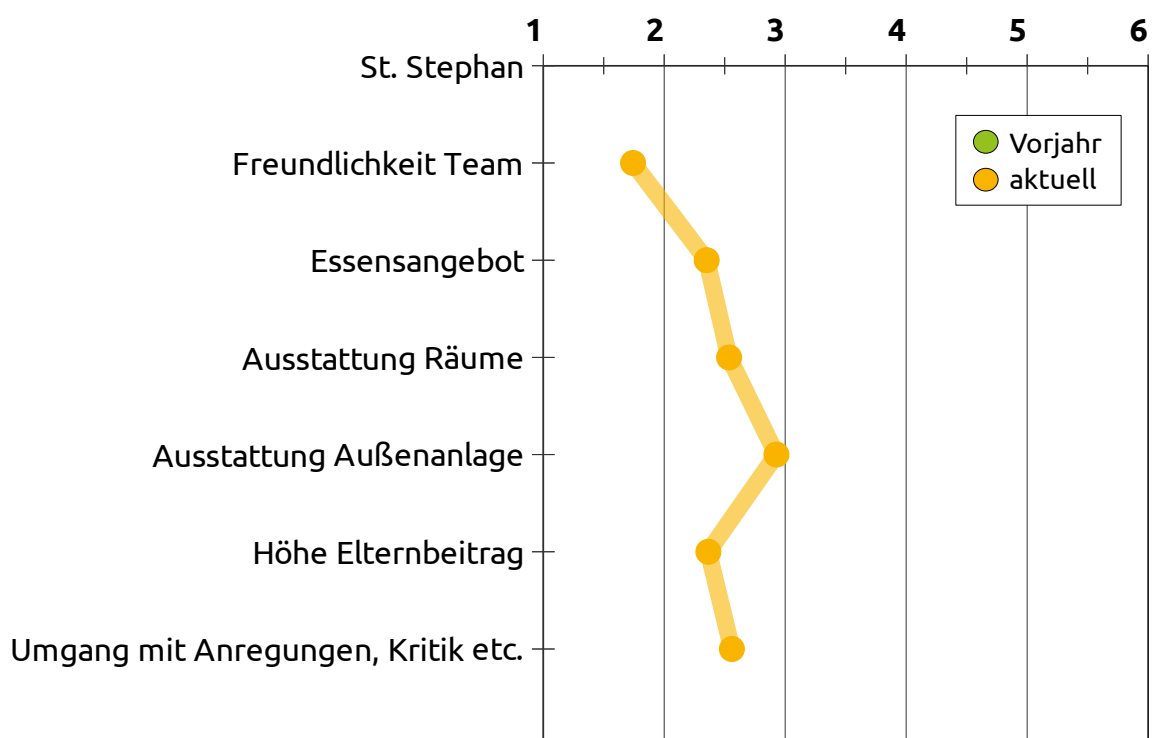 1 2 3 4 5 6
St. Stephan
Vorjahr
aktuell
Freundlichkeit Team
Essensangebot
Ausstattung Räume
Ausstattung Außenanlage
Höhe Elternbeitrag
Umgang mit Anregungen, Kritik etc.